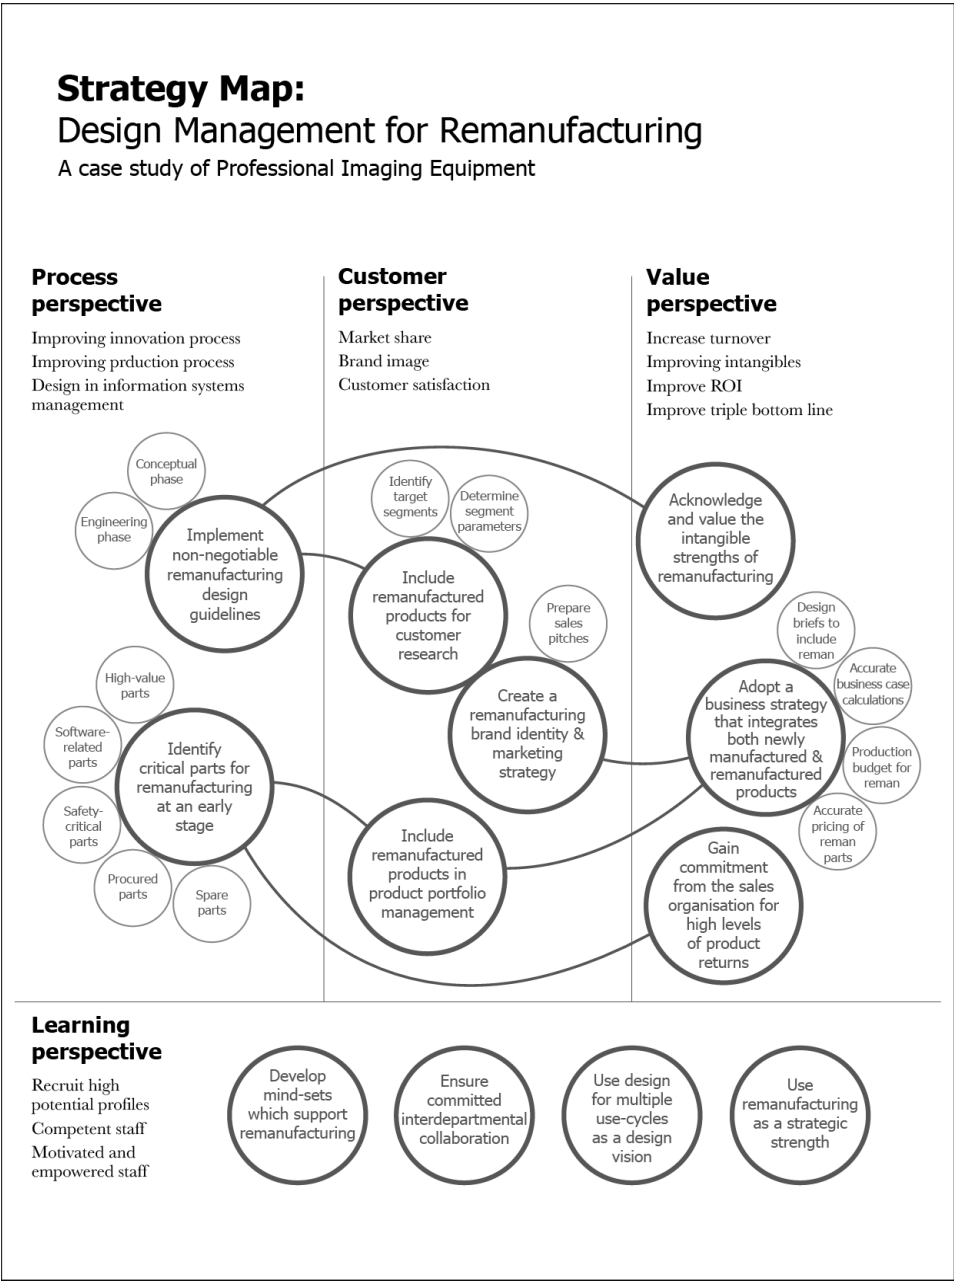 Strategy Map:
Design Management for Remanufacturing
A case study of Professional Imaging Equipment
Process
perspective
Improving innovation process
Improving prduction process
Design in information systems
management
Customer
perspective
Market share
Brand image
Customer satisfaction
Value
perspective
Increase turnover
Improving intangibles
Improve ROI
Improve triple bottom line
Conceptual
phase
Engineering
phase
Implement
non-negotiable
remanufacturing
design
guidelines
High-value
parts
Software-
related
parts
Safety-
critical
parts
Procured
parts
Spare
parts
Identify
critical parts for
remanufacturing
at an early
stage
Identify
target
segments
Determine
segment
parameters
Include
remanufactured
products for
customer
research
Prepare
sales
pitches
Create a
remanufacturing
brand identity &
marketing
strategy
Include
remanufactured
products in
product portfolio
management
Acknowledge
and value the
intangible
strengths of
remanufacturing
Design
briefs to
include
reman
Accurate
business case
calculations
Production
budget for
reman
Accurate
pricing of
reman
parts
Adopt a
business strategy
that integrates
both newly
manufactured &
remanufactured
products
Gain
commitment
from the sales
organisation for
high levels
of product
returns
Learning
perspective
Recruit high
potential profiles
Competent staff
Motivated and
empowered staff
Develop
mind-sets
which support
remanufacturing
Ensure
committed
interdepartmental
collaboration
Use design
for multiple
use-cycles
as a design
vision
Use
remanufacturing
as a strategic
strength